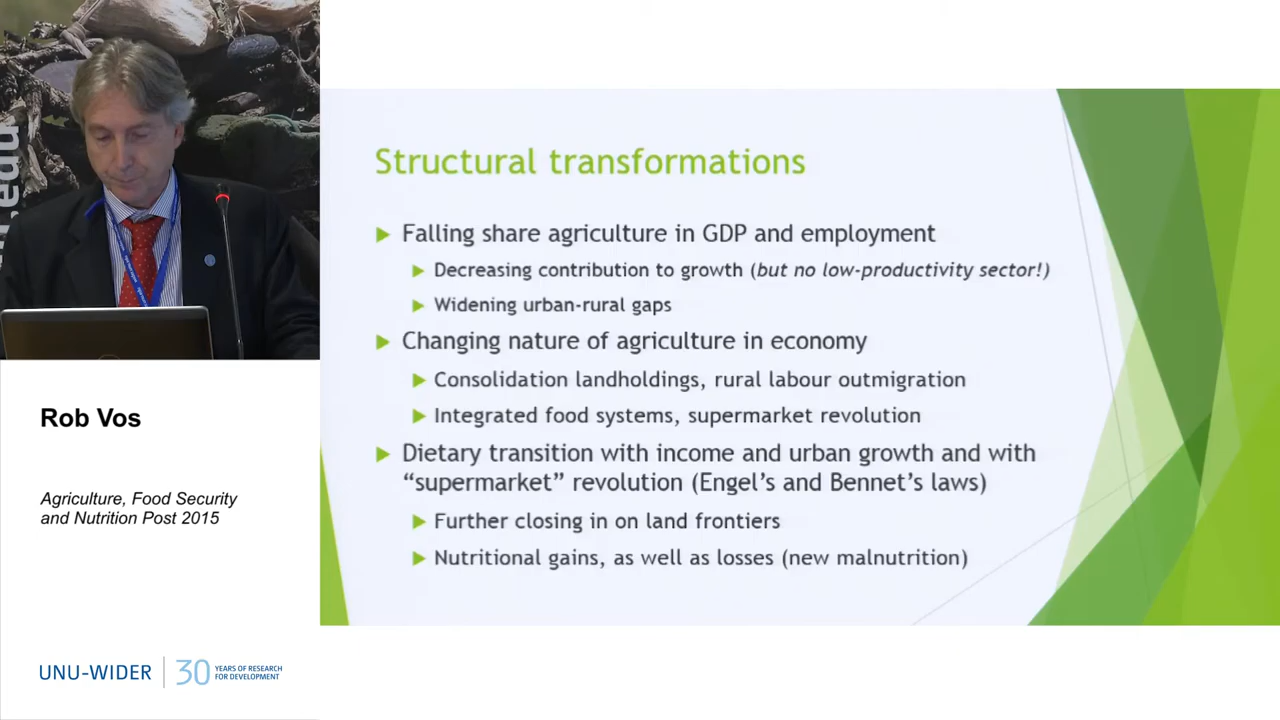 n.edu
Rob Vos
Agriculture, Food Security
and Nutrition Post 2015
UNU-WIDER
30 YEARS OF RESEARCH
FOR DEVELOPMENT
Structural transformations
Falling share agriculture in GDP and employment
Decreasing contribution to growth (but no low-productivity sector!)
Widening urban-rural gaps
Changing nature of agriculture in economy
Consolidation landholdings, rural labour outmigration
Integrated food systems, supermarket revolution
Dietary transition with income and urban growth and with
“supermarket” revolution (Engel’s and Bennet’s laws)
Further closing in on land frontiers
Nutritional gains, as well as losses (new malnutrition)